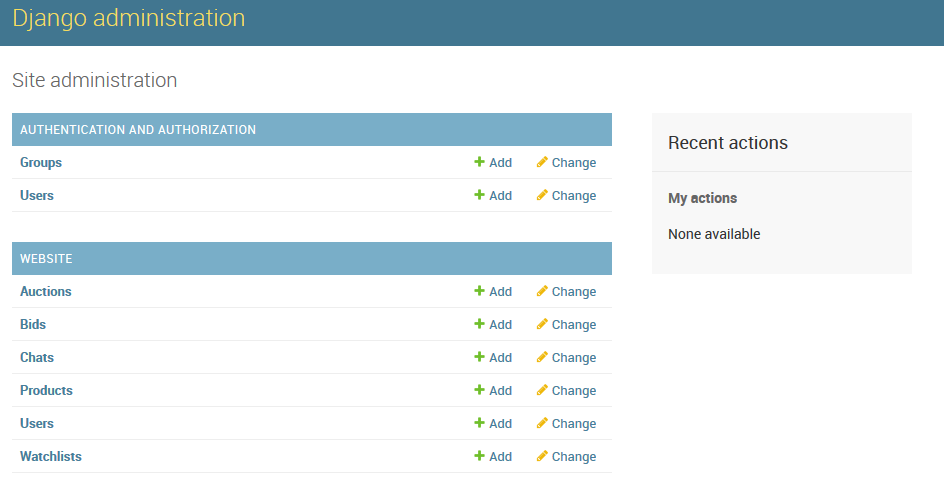 Django administration
Site administration
AUTHENTICATION AND AUTHORIZATION
Groups Add Change
Users Add Change
WEBSITE
Auctions Add Change
Bids Add Change
Chats Add Change
Products Add Change
Users Add Change
Watchlists Add Change
Recent actions
My actions
None available